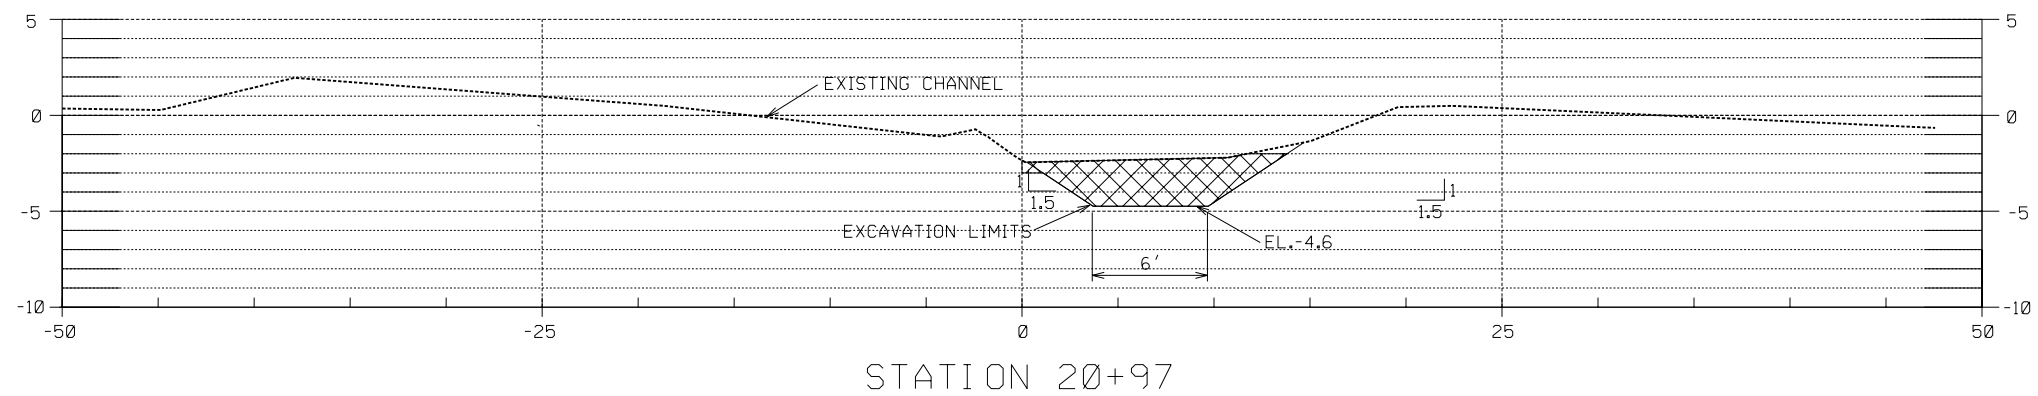 5 5
EXISTING CHANNEL
0 0
1 1
1.5 1.5
-5 -5
EXCAVATION LIMITS EL.-4.6
6'
-10 -10
-50 -25 0 25 50
STATION 20+97